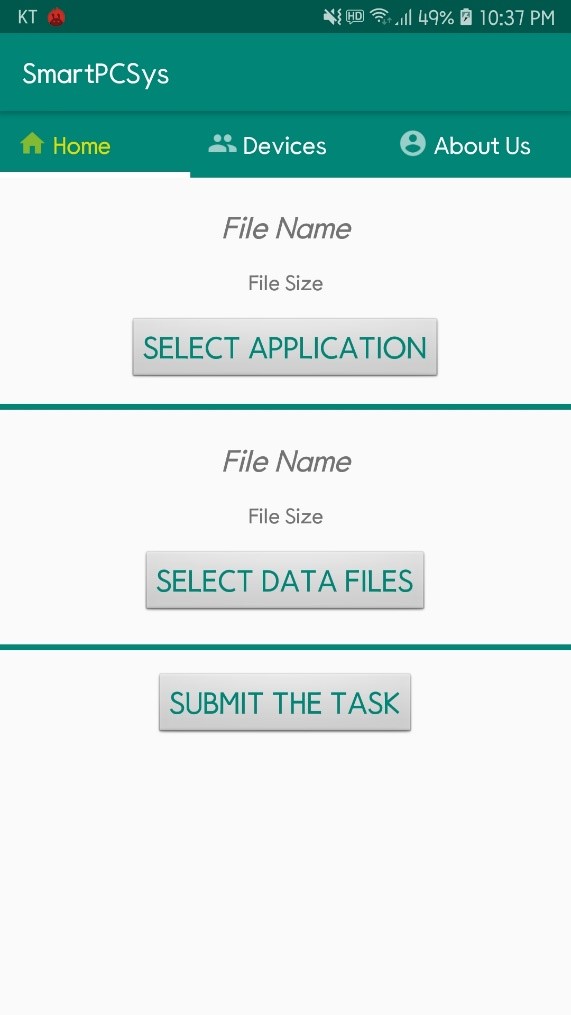 KT HD 49% 10:37 PM
SmartPCSys
Home Devices About Us
File Name
File Size
SELECT APPLICATION
File Name
File Size
SELECT DATA FILES
SUBMIT THE TASK